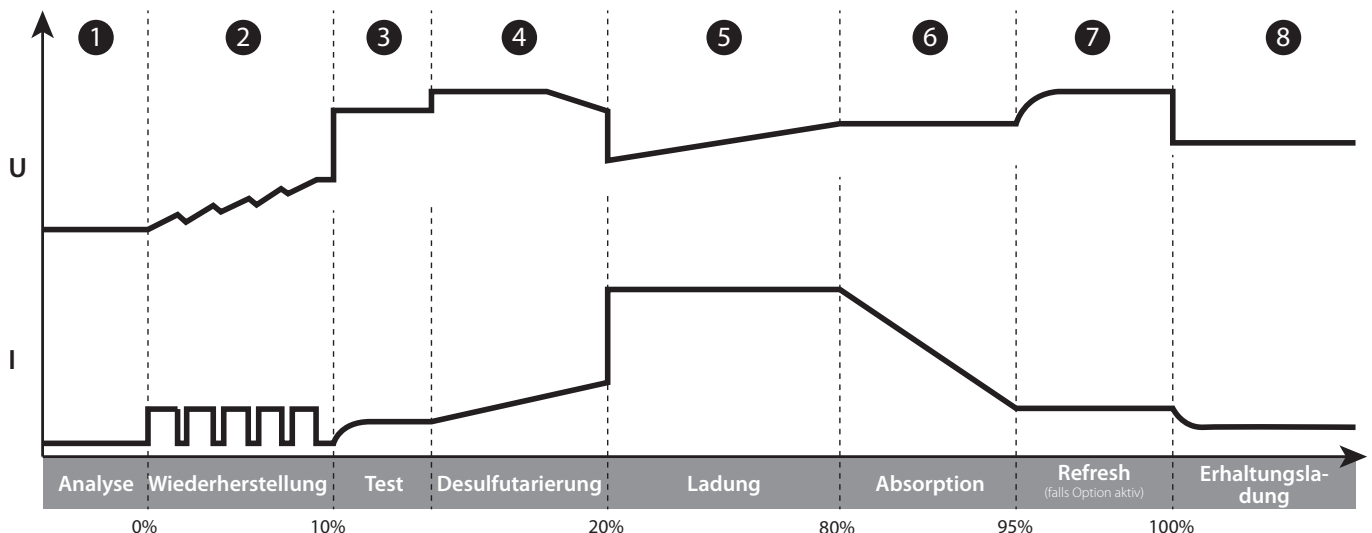 1 2 3 4 5 6 7 8
U
I
Analyse Wiederherstellung Test Desulfutarierung Ladung Absorption Refresh Erhaltungsla-
(falls Option aktiv) dung
0% 10% 20% 80% 95% 100%